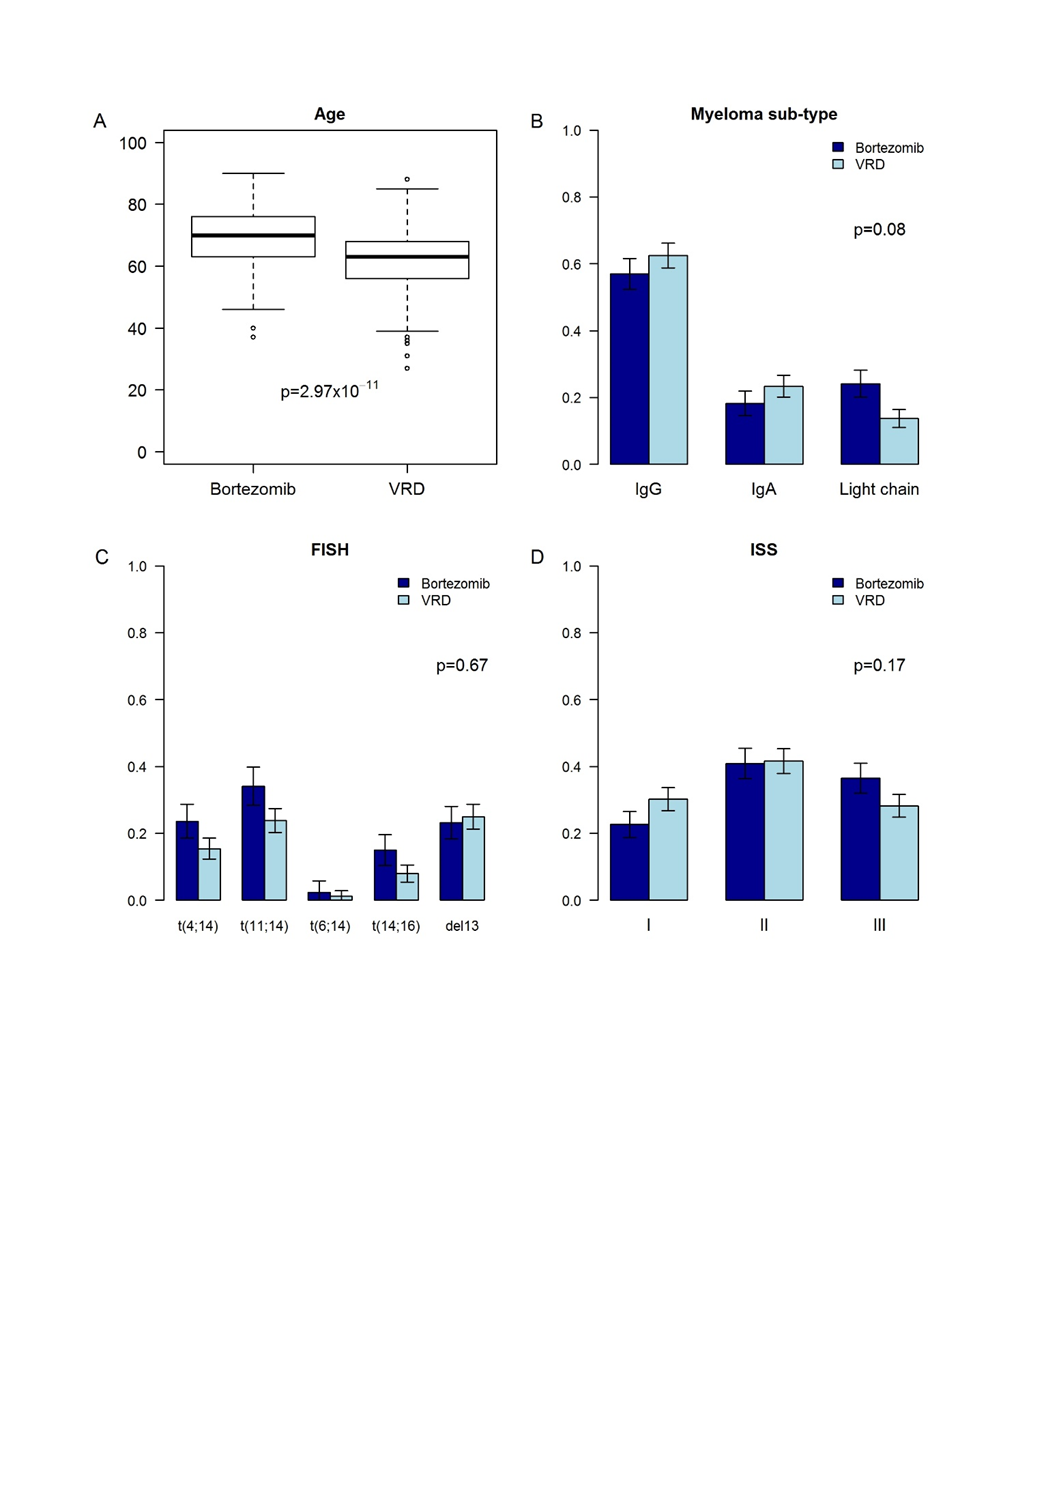 A
Age
100
80
60
40
20
0
p=2.97x10⁻¹¹
Bortezomib
VRD
B
Myeloma sub-type
1.0
0.8
0.6
0.4
0.2
0.0
Bortezomib
VRD
p=0.08
IgG
IgA
Light chain
C
FISH
1.0
0.8
0.6
0.4
0.2
0.0
Bortezomib
VRD
p=0.67
t(4;14)
t(11;14)
t(6;14)
t(14;16)
del13
D
ISS
1.0
0.8
0.6
0.4
0.2
0.0
Bortezomib
VRD
p=0.17
I
II
III